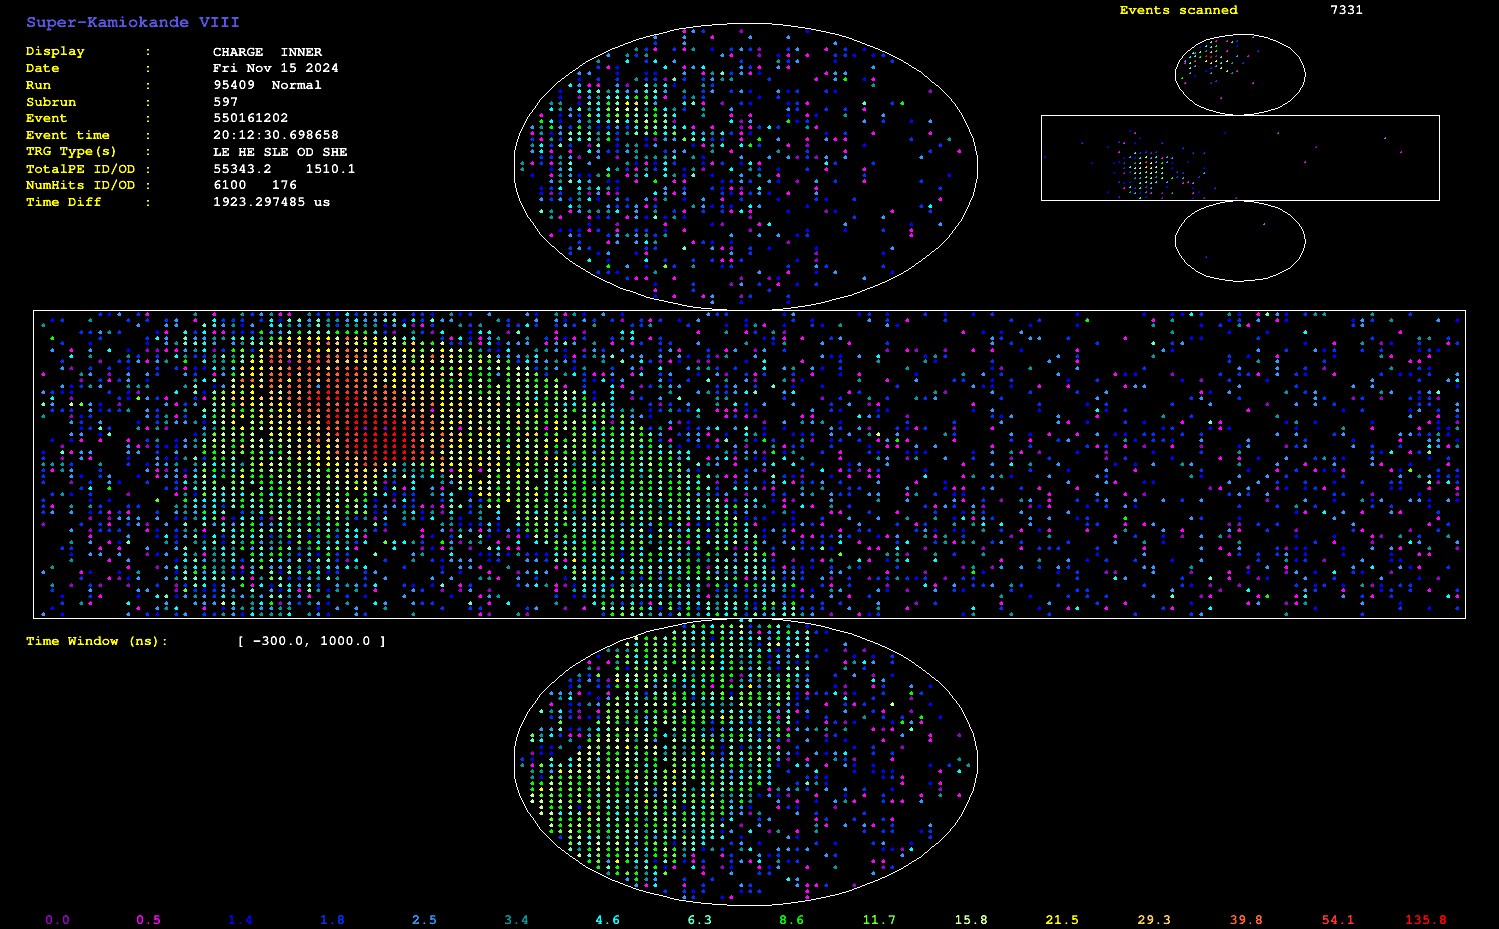 Super-Kamiokande VIII
Display : CHARGE INNER
Date : Fri Nov 15 2024
Run : 95409 Normal
Subrun : 597
Event : 550161202
Event time : 20:12:30.698658
TRG Type(s) : LE HE SLE OD SHE
TotalPE ID/OD : 55343.2 1510.1
NumHits ID/OD : 6100 176
Time Diff : 1923.297485 us
Events scanned 7331
Time Window (ns): [ -300.0, 1000.0 ]
0.0 0.5 1.4 1.8 2.5 3.4 4.6 6.3 8.6 11.7 15.8 21.5 29.3 39.8 54.1 135.8